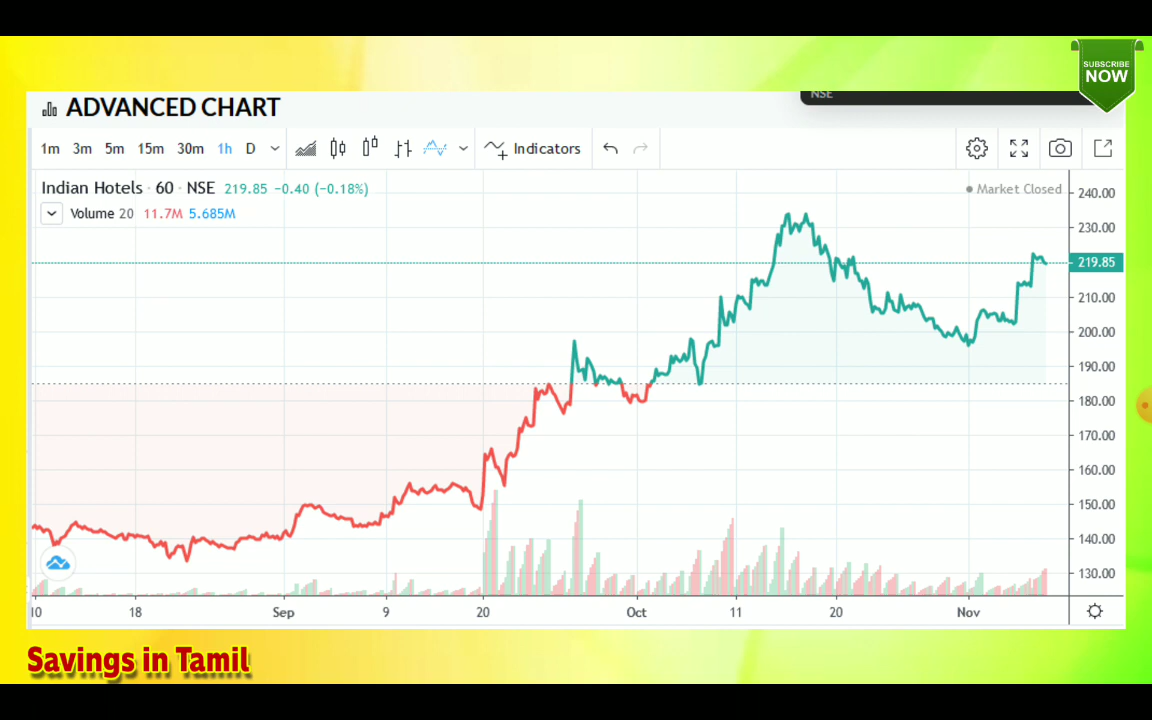 SUBSCRIBE
NOW
NSE
ADVANCED CHART
1m 3m 5m 15m 30m 1h D Indicators
Indian Hotels · 60 · NSE 219.85 −0.40 (−0.18%)
Market Closed
Volume 20 11.7M 5.685M
240.00
230.00
219.85
210.00
200.00
190.00
180.00
170.00
160.00
150.00
140.00
130.00
10 18 Sep 9 20 Oct 11 20 Nov
Savings in Tamil